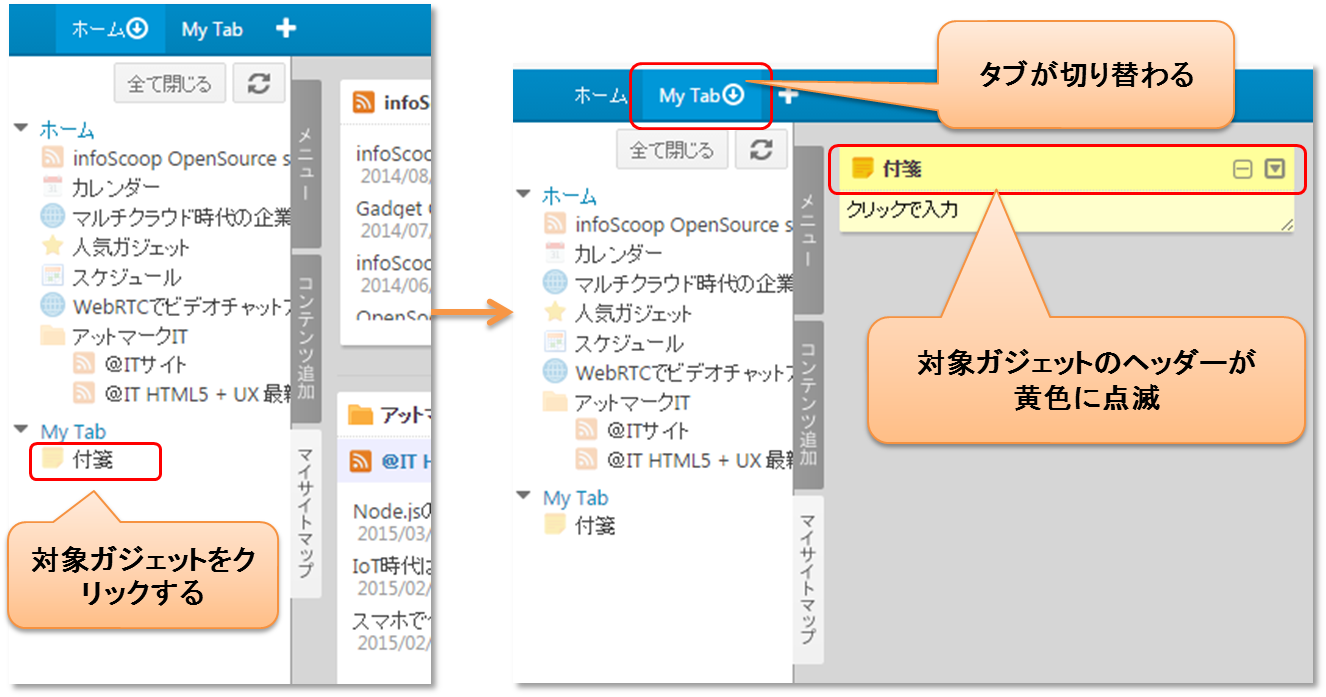 ホーム My Tab
全て閉じる
ホーム
infoScoop OpenSource s
カレンダー
マルチクラウド時代の企業
人気ガジェット
スケジュール
WebRTCでビデオチャット
アットマークIT
@ITサイト
@IT HTML5 + UX 最新
My Tab
付箋
メニュー
コンテンツ追加
マイサイトマップ
infoS
infoScoo
2014/08/
Gadget
2014/07/
infoScoo
2014/06/
OpenSo
アットマ
@IT H
Node.jsの
2015/03/
IoT時代は
2015/02/
スマホで
2015/02/
対象ガジェットをク
リックする
ホーム My Tab
全て閉じる
ホーム
infoScoop OpenSource s
カレンダー
マルチクラウド時代の企業
人気ガジェット
スケジュール
WebRTCでビデオチャット
アットマークIT
@ITサイト
@IT HTML5 + UX 最新
My Tab
付箋
メニュー
コンテンツ追加
マイサイトマップ
付箋
クリックで入力
タブが切り替わる
対象ガジェットのヘッダーが
黄色に点滅